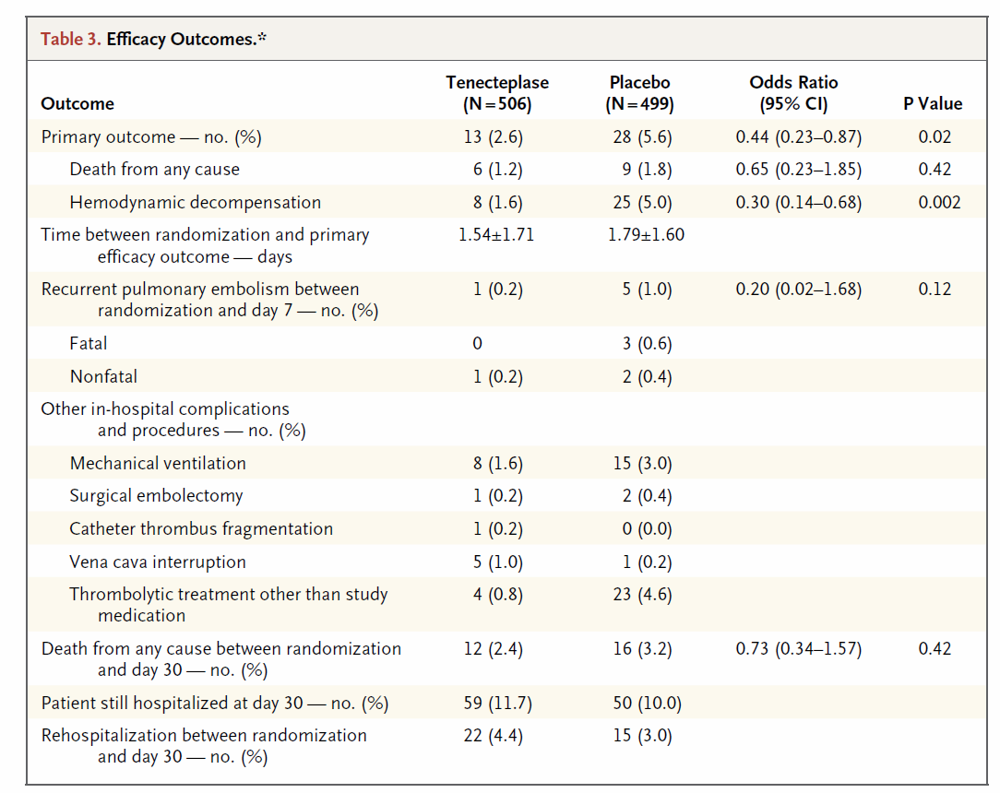 Table 3. Efficacy Outcomes.*
Outcome Tenecteplase (N=506) Placebo (N=499) Odds Ratio (95% CI) P Value
Primary outcome — no. (%) 13 (2.6) 28 (5.6) 0.44 (0.23–0.87) 0.02
Death from any cause 6 (1.2) 9 (1.8) 0.65 (0.23–1.85) 0.42
Hemodynamic decompensation 8 (1.6) 25 (5.0) 0.30 (0.14–0.68) 0.002
Time between randomization and primary 1.54±1.71 1.79±1.60
efficacy outcome — days
Recurrent pulmonary embolism between 1 (0.2) 5 (1.0) 0.20 (0.02–1.68) 0.12
randomization and day 7 — no. (%)
Fatal 0 3 (0.6)
Nonfatal 1 (0.2) 2 (0.4)
Other in-hospital complications
and procedures — no. (%)
Mechanical ventilation 8 (1.6) 15 (3.0)
Surgical embolectomy 1 (0.2) 2 (0.4)
Catheter thrombus fragmentation 1 (0.2) 0 (0.0)
Vena cava interruption 5 (1.0) 1 (0.2)
Thrombolytic treatment other than study 4 (0.8) 23 (4.6)
medication
Death from any cause between randomization 12 (2.4) 16 (3.2) 0.73 (0.34–1.57) 0.42
and day 30 — no. (%)
Patient still hospitalized at day 30 — no. (%) 59 (11.7) 50 (10.0)
Rehospitalization between randomization 22 (4.4) 15 (3.0)
and day 30 — no. (%)